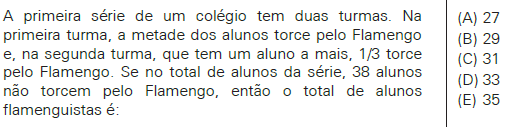 A primeira série de um colégio tem duas turmas. Na
primeira turma, a metade dos alunos torce pelo Flamengo
e, na segunda turma, que tem um aluno a mais, 1/3 torce
pelo Flamengo. Se no total de alunos da série, 38 alunos
não torcem pelo Flamengo, então o total de alunos
flamenguistas é:
(A) 27
(B) 29
(C) 31
(D) 33
(E) 35